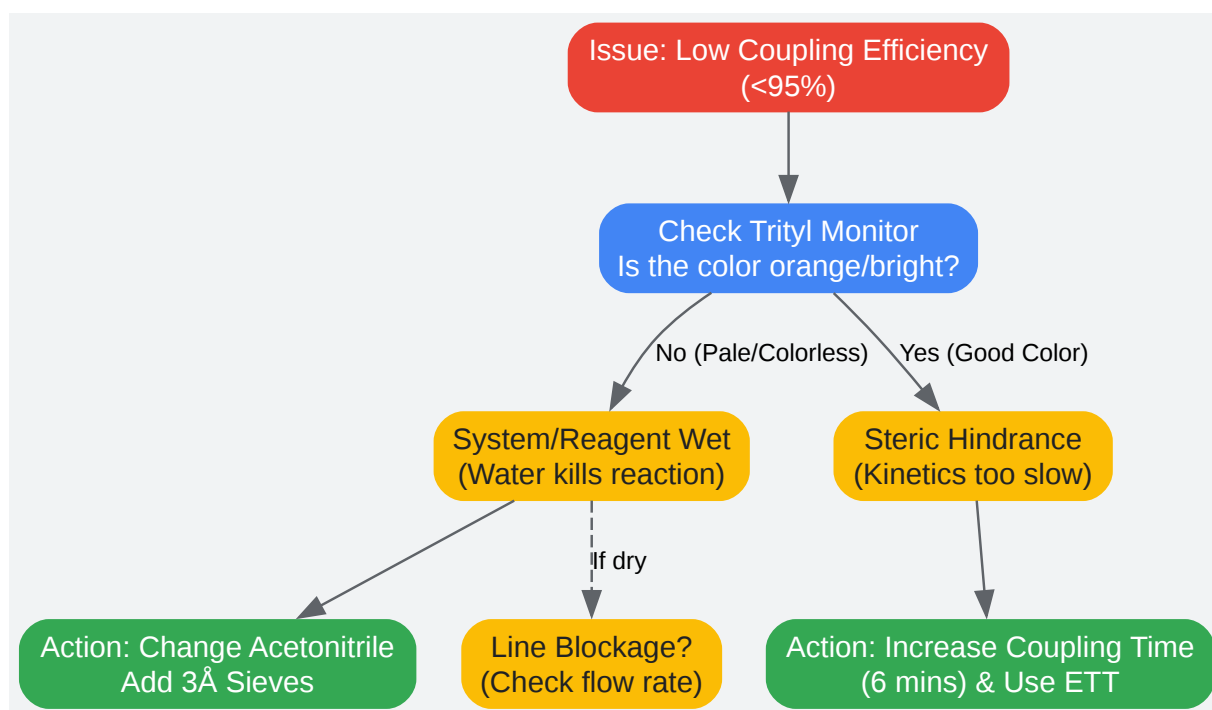 Issue: Low Coupling Efficiency
(<95%)
Check Trityl Monitor
Is the color orange/bright?
No (Pale/Colorless)
Yes (Good Color)
System/Reagent Wet
(Water kills reaction)
Steric Hindrance
(Kinetics too slow)
If dry
Action: Change Acetonitrile
Add 3Å Sieves
Line Blockage?
(Check flow rate)
Action: Increase Coupling Time
(6 mins) & Use ETT